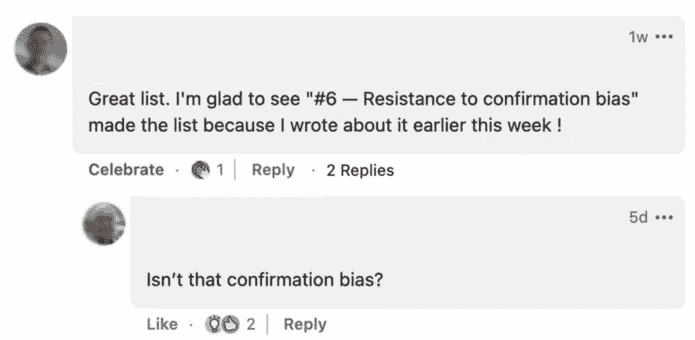 1w •••
Great list. I'm glad to see "#6 — Resistance to confirmation bias"
made the list because I wrote about it earlier this week !
Celebrate · 1 | Reply · 2 Replies
5d •••
Isn't that confirmation bias?
Like · 2 | Reply